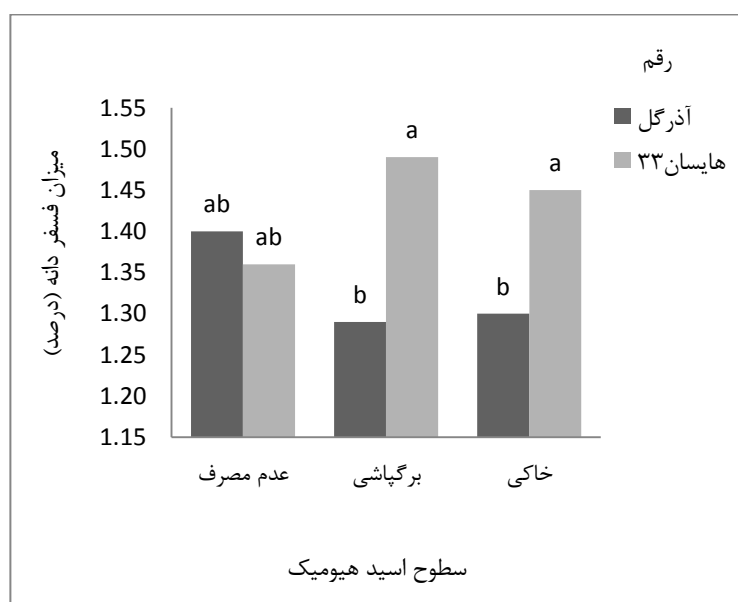 رقم
آذرگل
هایسان۳۳
میزان فسفر دانه (درصد)
1.55
1.50
1.45
1.40
1.35
1.30
1.25
1.20
1.15
ab
ab
b
a
b
a
عدم مصرف
برگپاشی
خاکی
سطوح اسید هیومیک